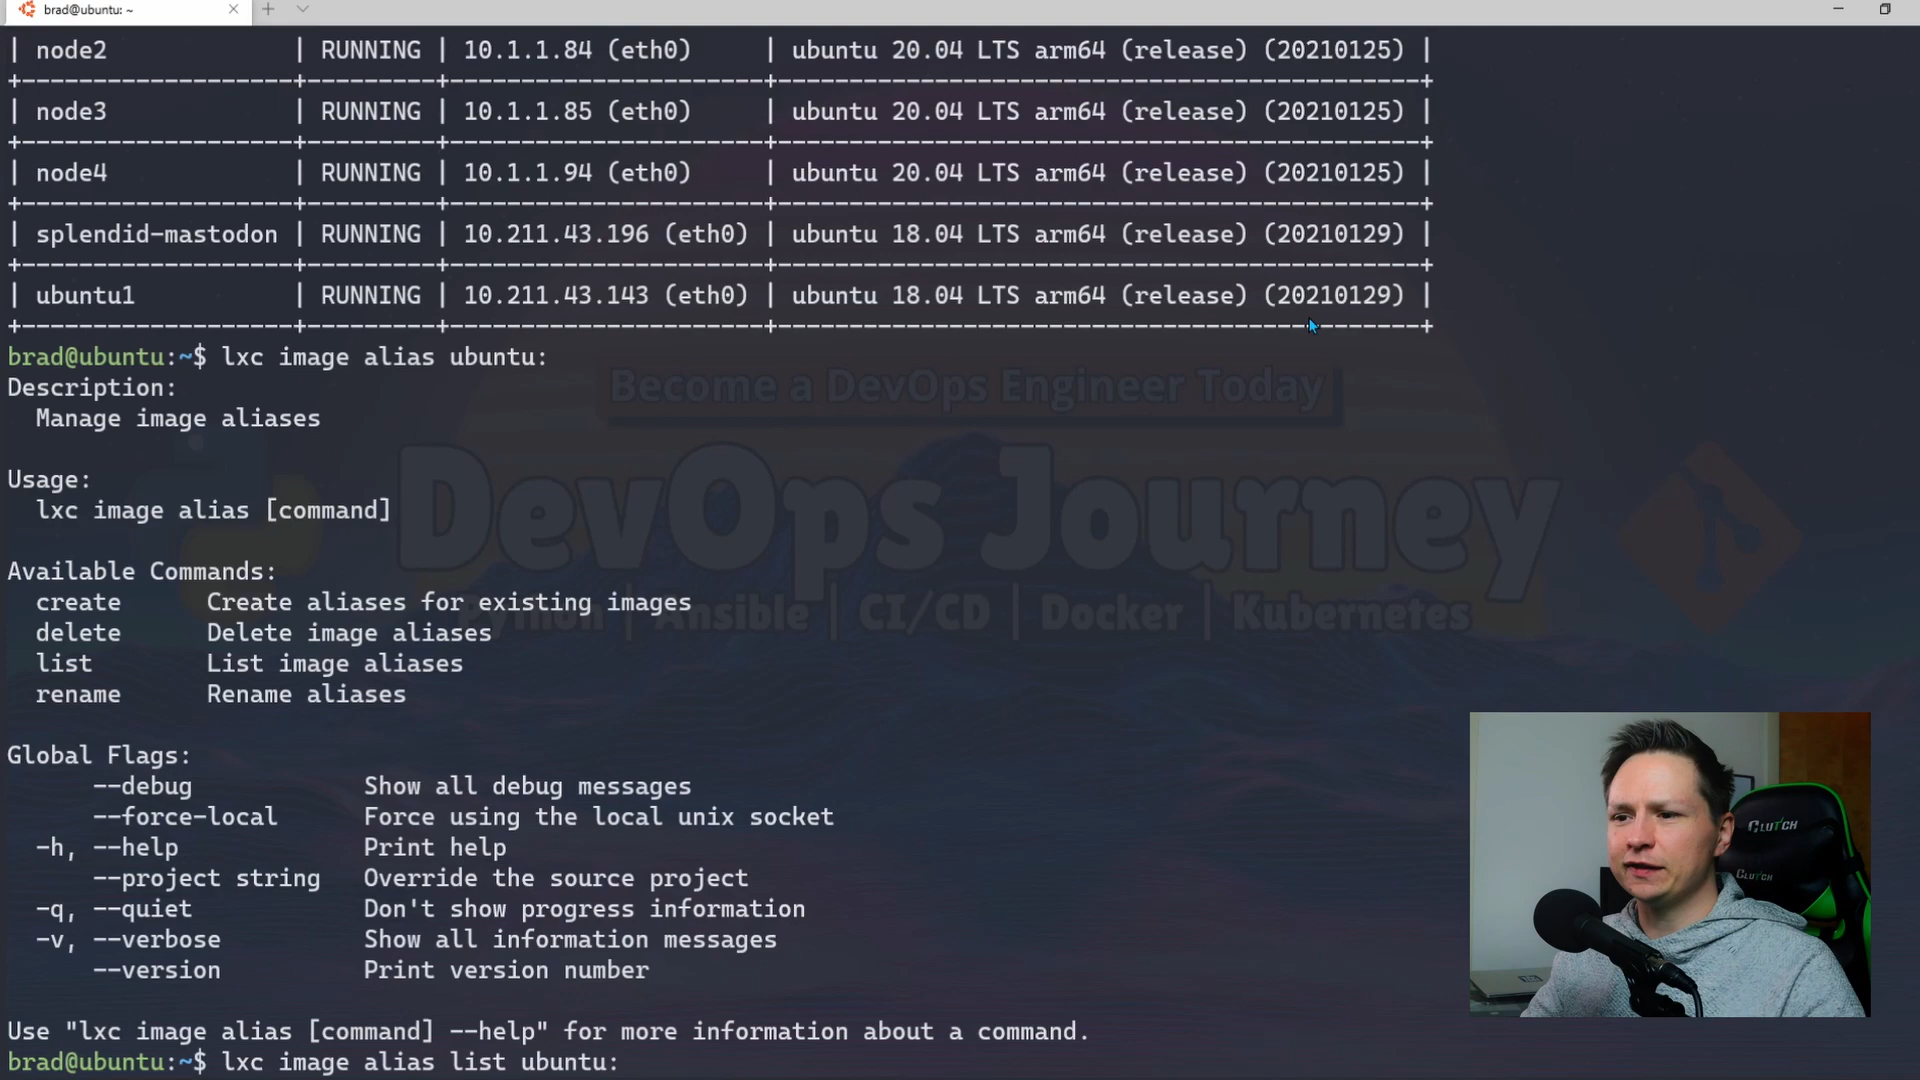 brad@ubuntu: ~
| node2 | RUNNING | 10.1.1.84 (eth0) | ubuntu 20.04 LTS arm64 (release) (20210125) |
+-------------------+---------+----------------------+---------------------------------------------+
| node3 | RUNNING | 10.1.1.85 (eth0) | ubuntu 20.04 LTS arm64 (release) (20210125) |
+-------------------+---------+----------------------+---------------------------------------------+
| node4 | RUNNING | 10.1.1.94 (eth0) | ubuntu 20.04 LTS arm64 (release) (20210125) |
+-------------------+---------+----------------------+---------------------------------------------+
| splendid-mastodon | RUNNING | 10.211.43.196 (eth0) | ubuntu 18.04 LTS arm64 (release) (20210129) |
+-------------------+---------+----------------------+---------------------------------------------+
| ubuntu1 | RUNNING | 10.211.43.143 (eth0) | ubuntu 18.04 LTS arm64 (release) (20210129) |
+-------------------+---------+----------------------+---------------------------------------------+
brad@ubuntu:~$ lxc image alias ubuntu:
Description:
Manage image aliases
Usage:
lxc image alias [command]
Available Commands:
create Create aliases for existing images
delete Delete image aliases
list List image aliases
rename Rename aliases
Global Flags:
--debug Show all debug messages
--force-local Force using the local unix socket
-h, --help Print help
--project string Override the source project
-q, --quiet Don't show progress information
-v, --verbose Show all information messages
--version Print version number
Use "lxc image alias [command] --help" for more information about a command.
brad@ubuntu:~$ lxc image alias list ubuntu:
Become a DevOps Engineer Today
DevOps Journey
Python | Ansible | CI/CD | Docker | Kubernetes
CLUTCH
CLUTCH